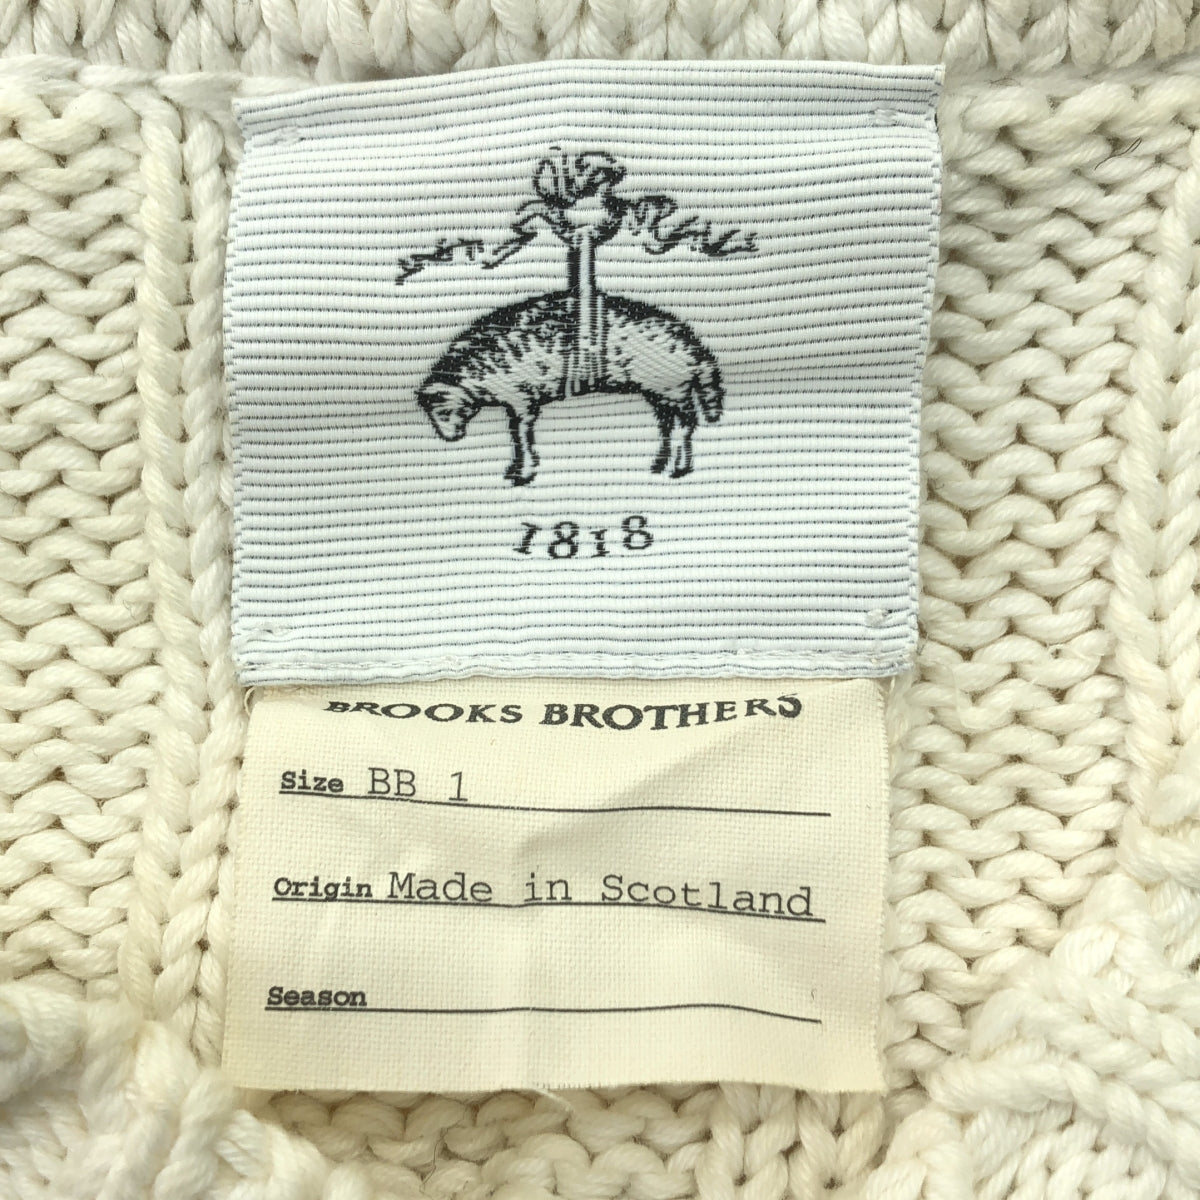 1818
BROOKS BROTHERS
Size BB 1
Origin Made in Scotland
Season